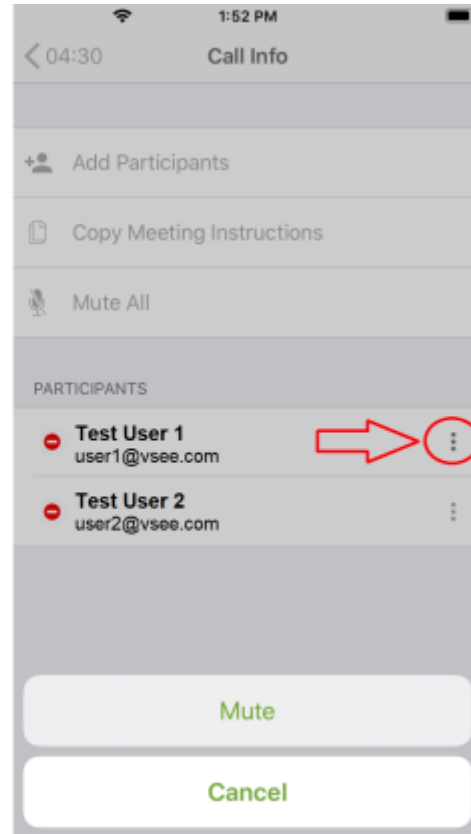 1:52 PM
04:30 Call Info
Add Participants
Copy Meeting Instructions
Mute All
PARTICIPANTS
Test User 1
user1@vsee.com
Test User 2
user2@vsee.com
Mute
Cancel